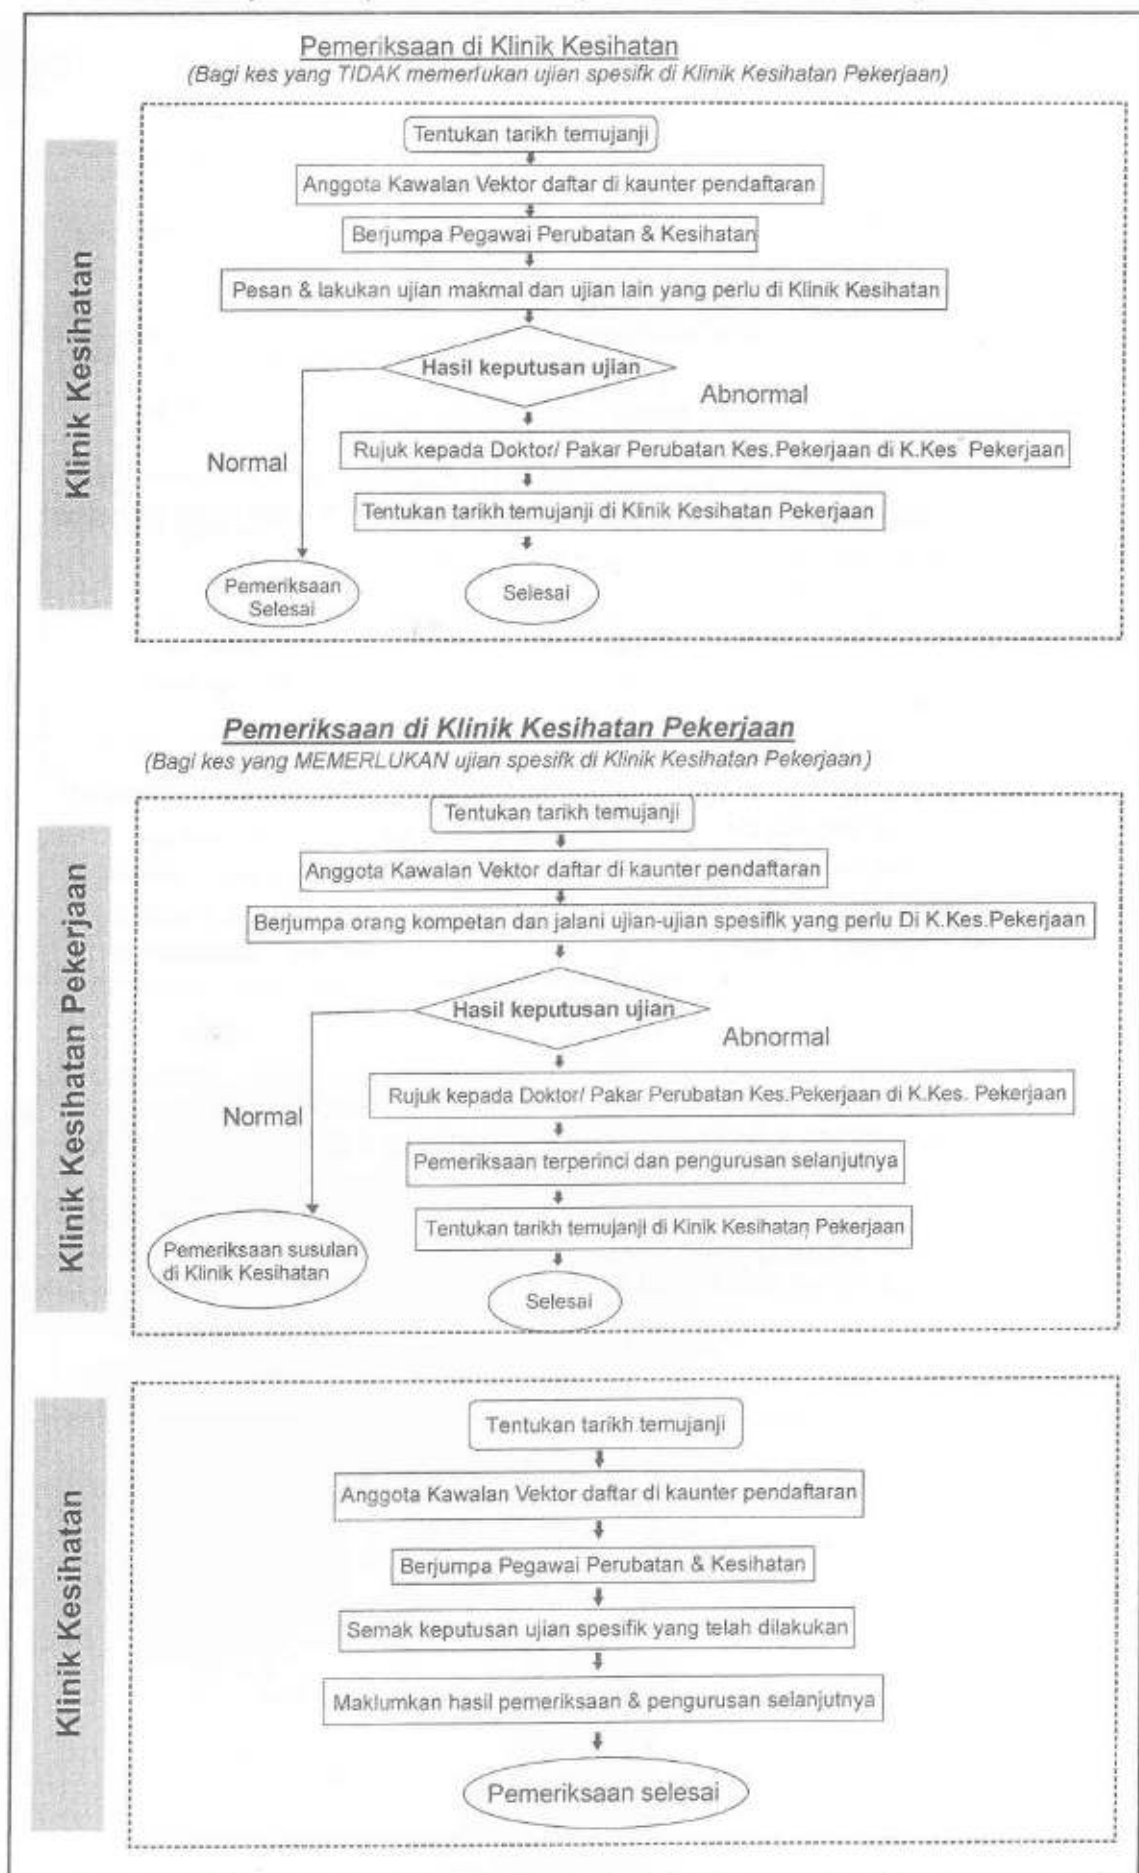 Pemeriksaan di Klinik Kesihatan
(Bagi kes yang TIDAK memerlukan ujian spesifk di Klinik Kesihatan Pekerjaan)
Klinik Kesihatan
Tentukan tarikh temujanji
Anggota Kawalan Vektor daftar di kaunter pendaftaran
Berjumpa Pegawai Perubatan & Kesihatan
Pesan & lakukan ujian makmal dan ujian lain yang perlu di Klinik Kesihatan
Hasil keputusan ujian
Abnormal
Normal
Rujuk kepada Doktor/ Pakar Perubatan Kes.Pekerjaan di K.Kes Pekerjaan
Tentukan tarikh temujanji di Klinik Kesihatan Pekerjaan
Pemeriksaan
Selesai
Selesai
Pemeriksaan di Klinik Kesihatan Pekerjaan
(Bagi kes yang MEMERLUKAN ujian spesifk di Klinik Kesihatan Pekerjaan)
Klinik Kesihatan Pekerjaan
Tentukan tarikh temujanji
Anggota Kawalan Vektor daftar di kaunter pendaftaran
Berjumpa orang kompetan dan jalani ujian-ujian spesifik yang perlu Di K.Kes.Pekerjaan
Hasil keputusan ujian
Abnormal
Normal
Rujuk kepada Doktor/ Pakar Perubatan Kes.Pekerjaan di K.Kes. Pekerjaan
Pemeriksaan terperinci dan pengurusan selanjutnya
Tentukan tarikh temujanji di Kinik Kesihatan Pekerjaan
Pemeriksaan susulan
di Klinik Kesihatan
Selesai
Klinik Kesihatan
Tentukan tarikh temujanji
Anggota Kawalan Vektor daftar di kaunter pendaftaran
Berjumpa Pegawai Perubatan & Kesihatan
Semak keputusan ujian spesifik yang telah dilakukan
Maklumkan hasil pemeriksaan & pengurusan selanjutnya
Pemeriksaan selesai